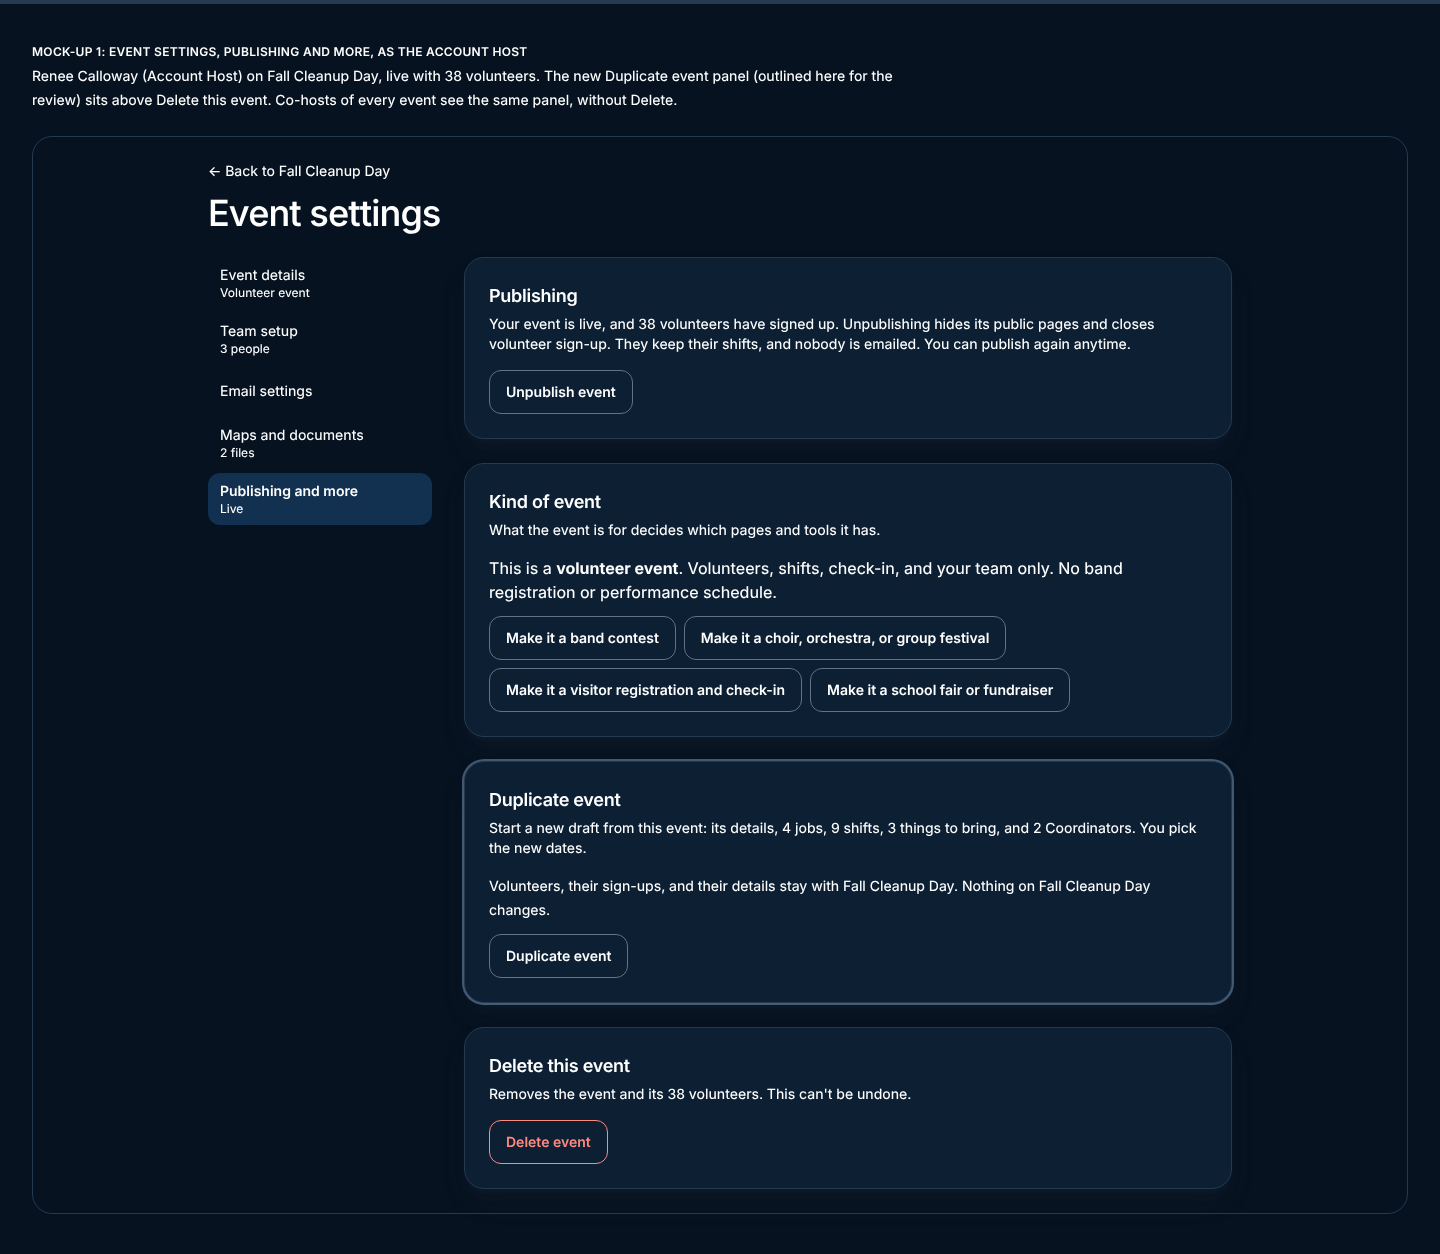 MOCK-UP 1: EVENT SETTINGS, PUBLISHING AND MORE, AS THE ACCOUNT HOST
Renee Calloway (Account Host) on Fall Cleanup Day, live with 38 volunteers. The new Duplicate event panel (outlined here for the
review) sits above Delete this event. Co-hosts of every event see the same panel, without Delete.
← Back to Fall Cleanup Day
Event settings
Event details
Volunteer event
Team setup
3 people
Email settings
Maps and documents
2 files
Publishing and more
Live
Publishing
Your event is live, and 38 volunteers have signed up. Unpublishing hides its public pages and closes
volunteer sign-up. They keep their shifts, and nobody is emailed. You can publish again anytime.
Unpublish event
Kind of event
What the event is for decides which pages and tools it has.
This is a volunteer event. Volunteers, shifts, check-in, and your team only. No band
registration or performance schedule.
Make it a band contest
Make it a choir, orchestra, or group festival
Make it a visitor registration and check-in
Make it a school fair or fundraiser
Duplicate event
Start a new draft from this event: its details, 4 jobs, 9 shifts, 3 things to bring, and 2 Coordinators. You pick
the new dates.
Volunteers, their sign-ups, and their details stay with Fall Cleanup Day. Nothing on Fall Cleanup Day
changes.
Duplicate event
Delete this event
Removes the event and its 38 volunteers. This can't be undone.
Delete event